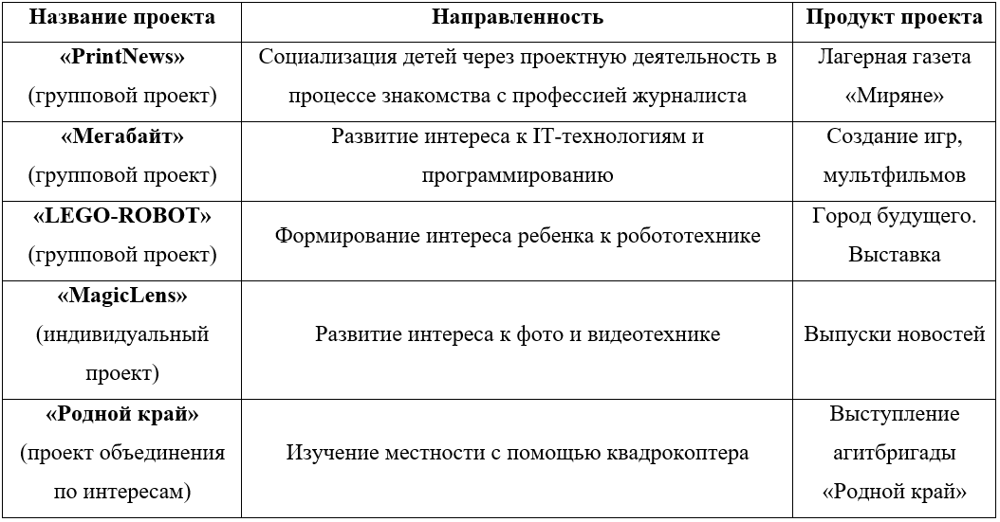 Название проекта
Направленность
Продукт проекта
«PrintNews»
(групповой проект)
Социализация детей через проектную деятельность в
процессе знакомства с профессией журналиста
Лагерная газета
«Миряне»
«Мегабайт»
(групповой проект)
Развитие интереса к IT-технологиям и
программированию
Создание игр,
мультфильмов
«LEGO-ROBOT»
(групповой проект)
Формирование интереса ребенка к робототехнике
Город будущего.
Выставка
«MagicLens»
(индивидуальный
проект)
Развитие интереса к фото и видеотехнике
Выпуски новостей
«Родной край»
(проект объединения
по интересам)
Изучение местности с помощью квадрокоптера
Выступление
агитбригады
«Родной край»